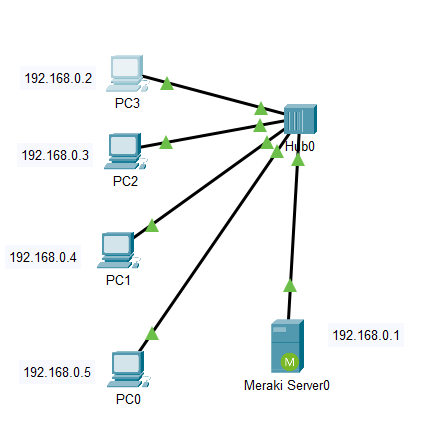 192.168.0.2
PC3
Hub0
192.168.0.3
PC2
192.168.0.4
PC1
192.168.0.1
M
Meraki Server0
192.168.0.5
PC0